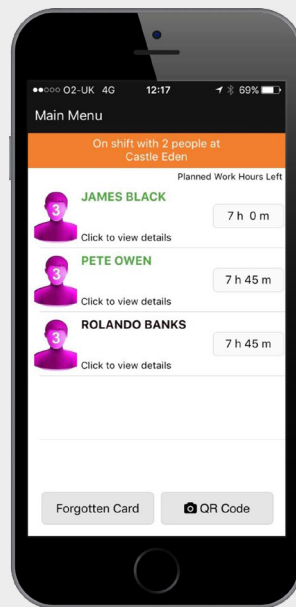 ●●○○○ O2-UK 4G 12:17 69%
Main Menu
On shift with 2 people at
Castle Eden
Planned Work Hours Left
3
JAMES BLACK
7 h 0 m
Click to view details
3
PETE OWEN
7 h 45 m
Click to view details
3
ROLANDO BANKS
7 h 45 m
Click to view details
Forgotten Card
QR Code